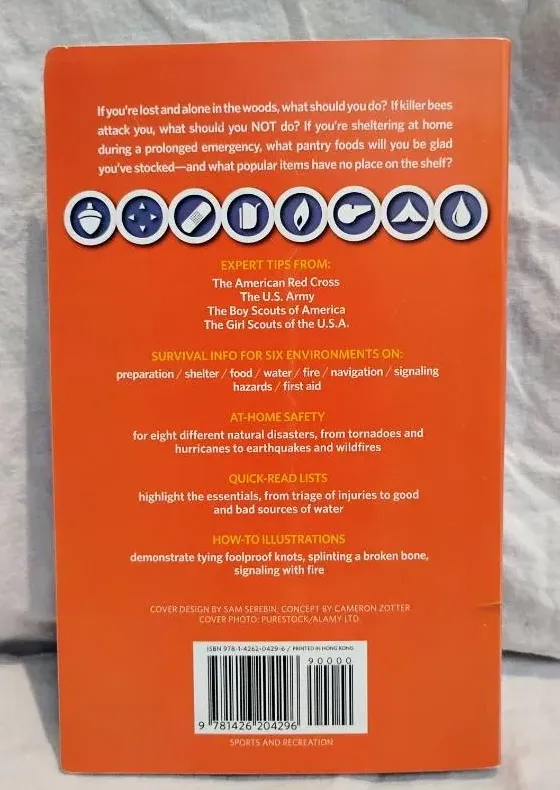 If you're lost and alone in the woods, what should you do? If killer bees
attack you, what should you NOT do? If you're sheltering at home
during a prolonged emergency, what pantry foods will you be glad
you've stocked—and what popular items have no place on the shelf?
EXPERT TIPS FROM:
The American Red Cross
The U.S. Army
The Boy Scouts of America
The Girl Scouts of the U.S.A.
SURVIVAL INFO FOR SIX ENVIRONMENTS ON:
preparation / shelter / food / water / fire / navigation / signaling
hazards / first aid
AT-HOME SAFETY
for eight different natural disasters, from tornadoes and
hurricanes to earthquakes and wildfires
QUICK-READ LISTS
highlight the essentials, from triage of injuries to good
and bad sources of water
HOW-TO ILLUSTRATIONS
demonstrate tying foolproof knots, splinting a broken bone,
signaling with fire
COVER DESIGN BY SAM SEREBIN; CONCEPT BY CAMERON ZOTTER
COVER PHOTO: PURESTOCK/ALAMY LTD.
ISBN 978-1-4262-0429-6 / PRINTED IN HONG KONG
90000
9 781426 204296
SPORTS AND RECREATION